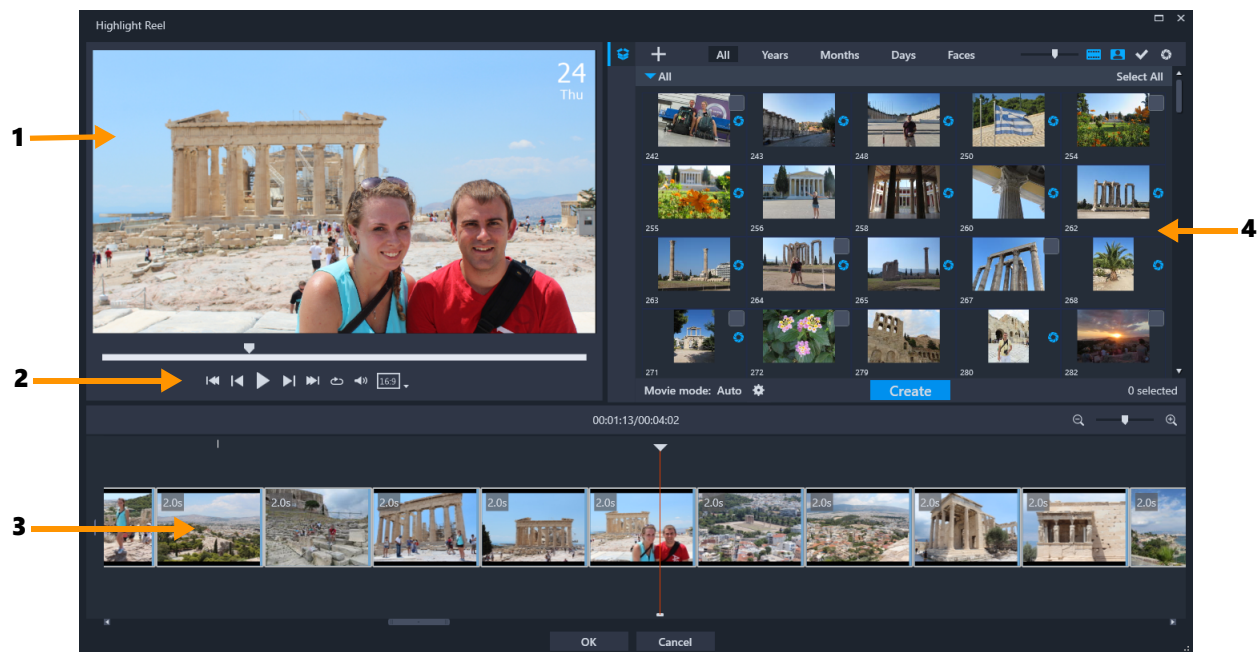 Highlight Reel
24
Thu
All Years Months Days Faces
All Select All
242 243 248 250 254
255 256 258 260 262
263 264 265 267 268
271 272 279 280 282
1
2
3
4
16:9
Movie mode: Auto Create 0 selected
00:01:13/00:04:02
2.0s 2.0s 2.0s 2.0s 2.0s 2.0s 2.0s 2.0s 2.0s 2.0s
OK Cancel